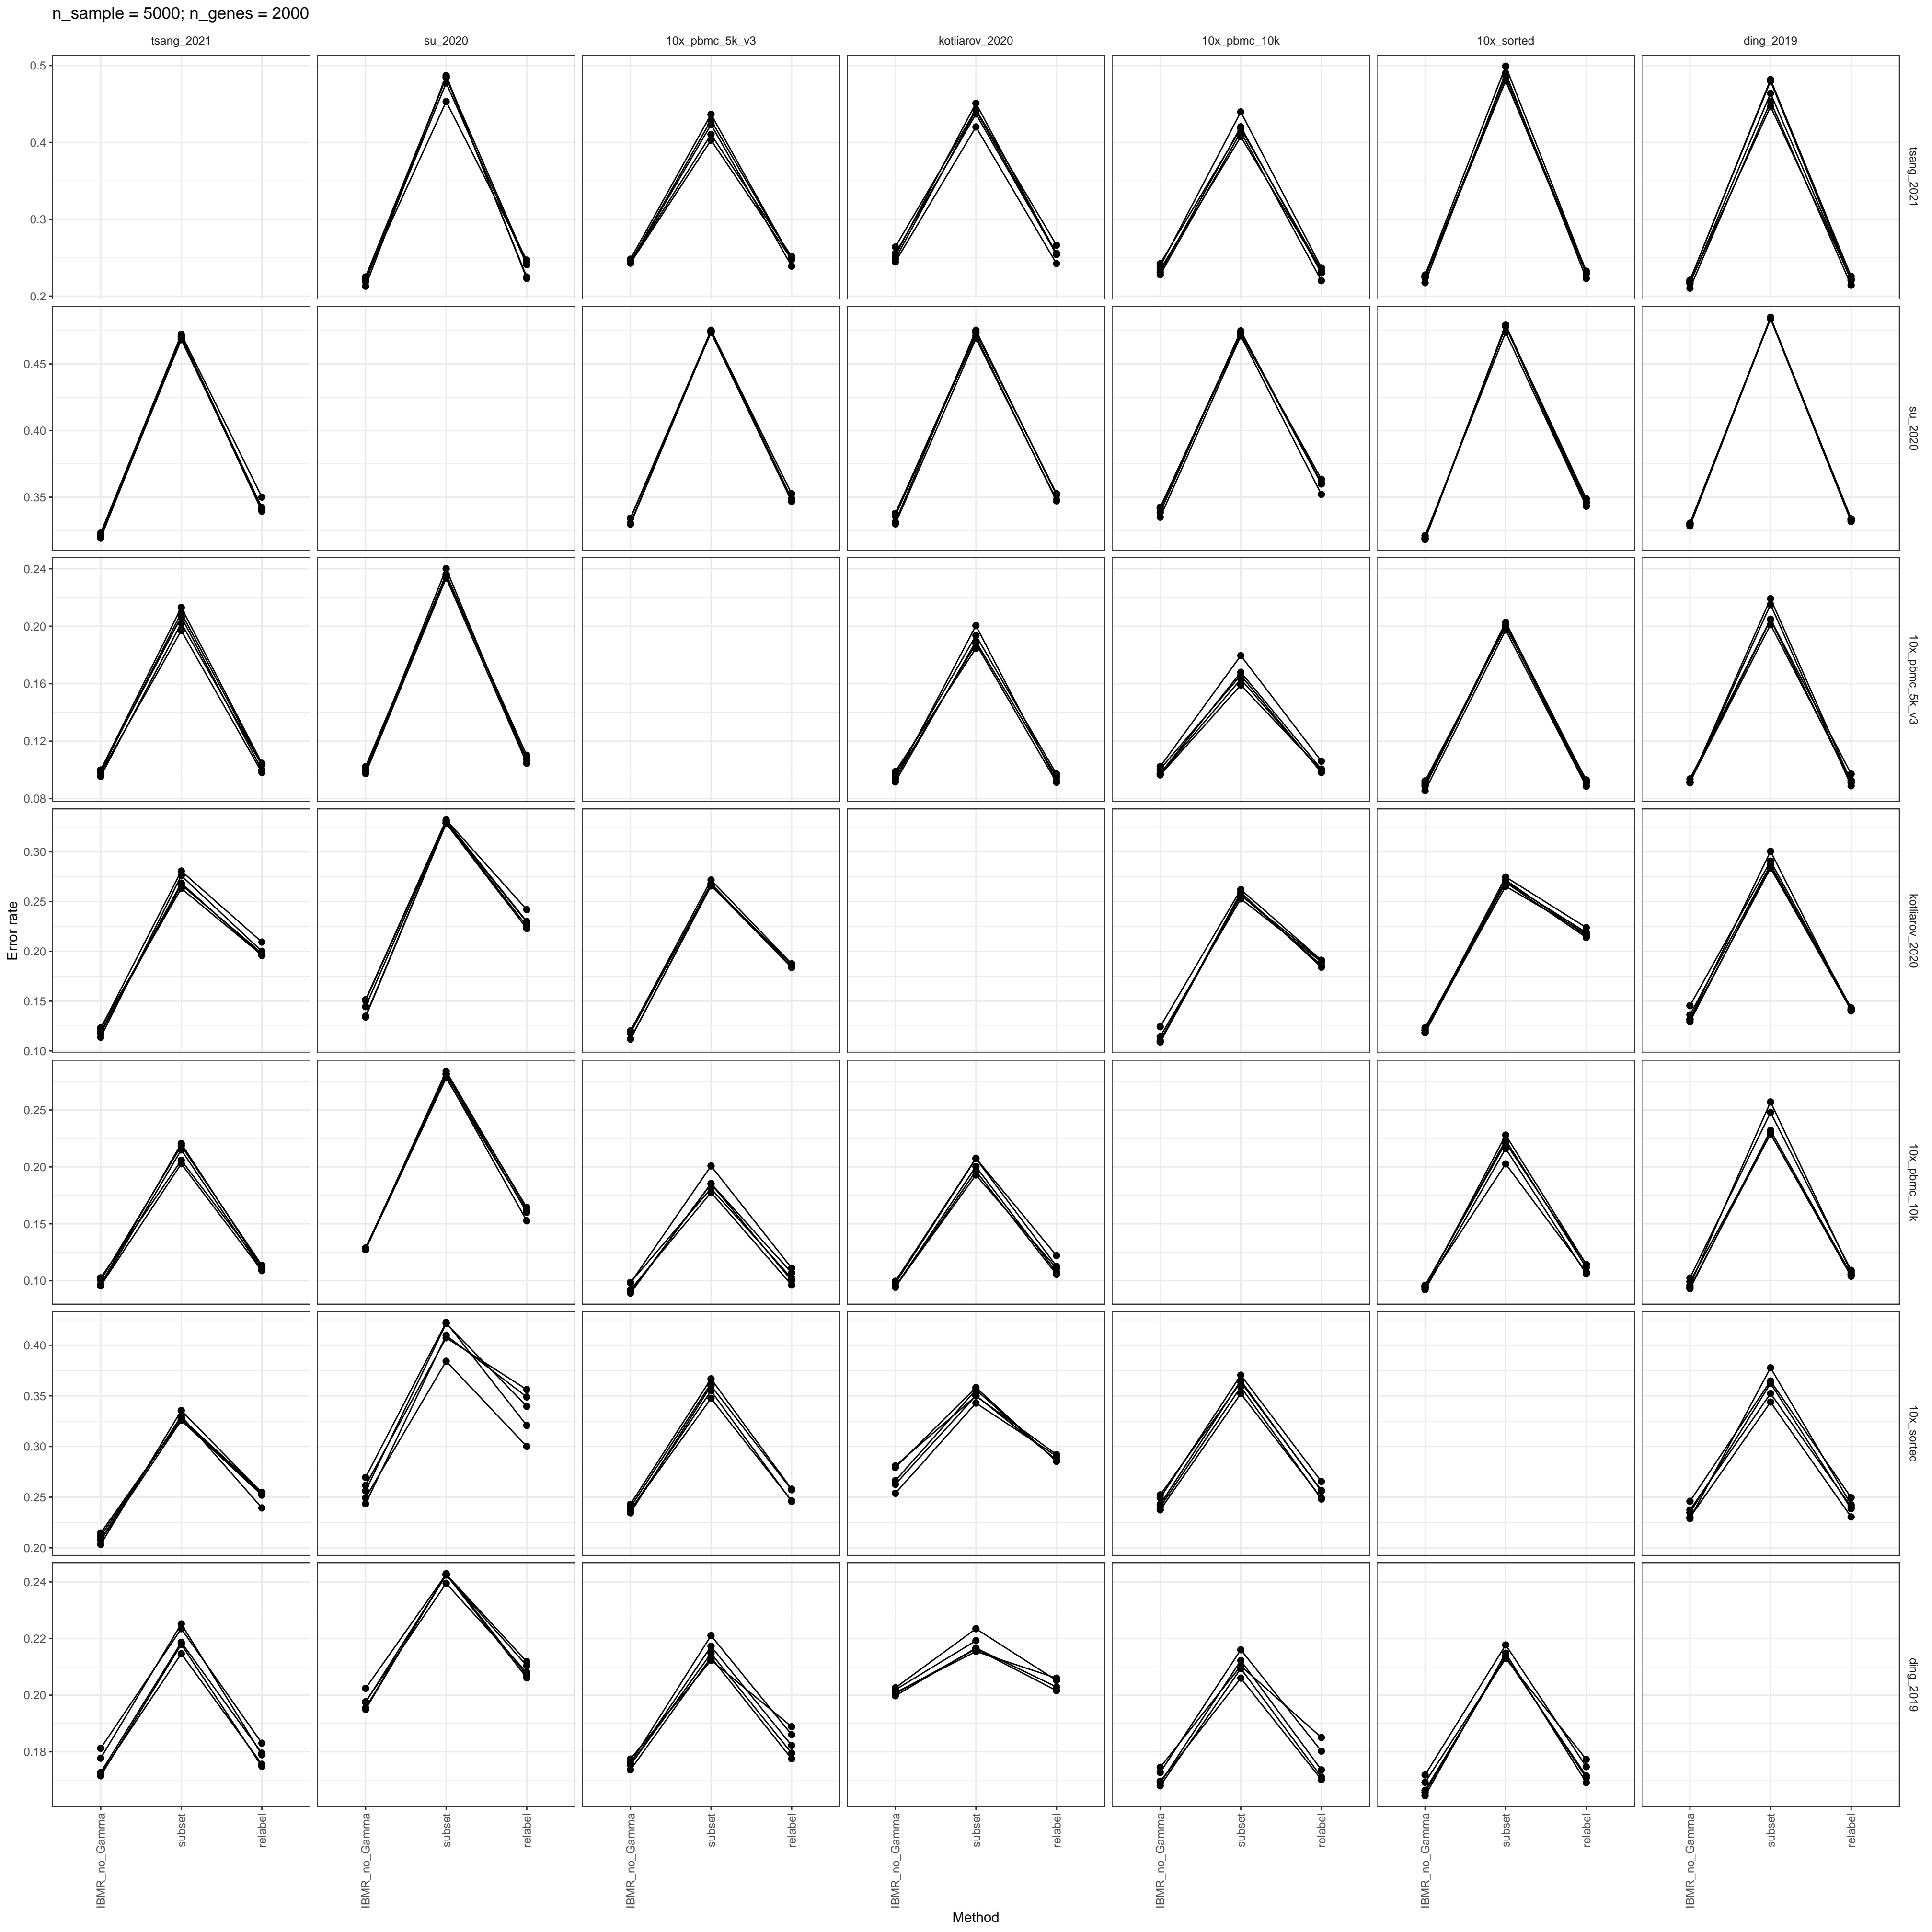 n_sample = 5000; n_genes = 2000
tsang_2021 su_2020 10x_pbmc_5k_v3 kotliarov_2020 10x_pbmc_10k 10x_sorted ding_2019
0.5
0.4
0.3
0.2
tsang_2021
0.45
0.40
0.35
su_2020
0.24
0.20
0.16
0.12
0.08
10x_pbmc_5k_v3
0.30
0.25
0.20
0.15
0.10
kotliarov_2020
Error rate
0.25
0.20
0.15
0.10
10x_pbmc_10k
0.40
0.35
0.30
0.25
0.20
10x_sorted
0.24
0.22
0.20
0.18
ding_2019
IBMR_no_Gamma subset relabel IBMR_no_Gamma subset relabel IBMR_no_Gamma subset relabel IBMR_no_Gamma subset relabel IBMR_no_Gamma subset relabel IBMR_no_Gamma subset relabel IBMR_no_Gamma subset relabel
Method